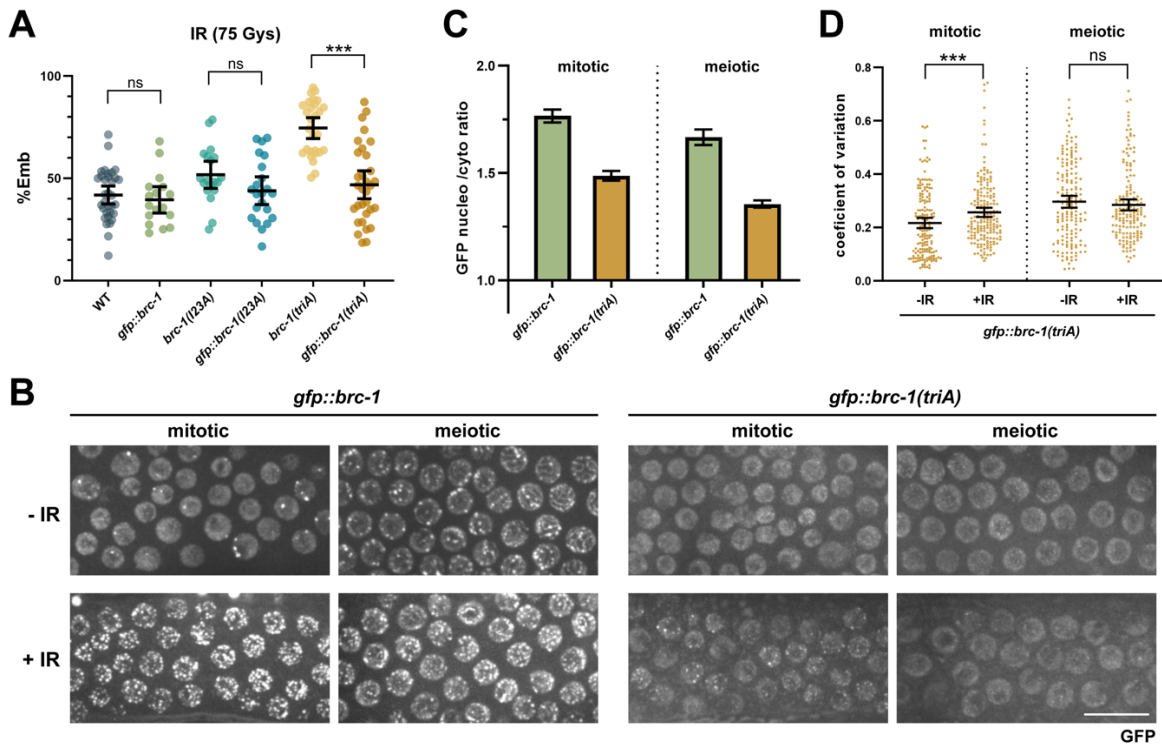 A
IR (75 Gys)
ns
ns
***
%Emb
100
50
0
WT
gfp::brc-1
brc-1(I23A)
gfp::brc-1(I23A)
brc-1(triA)
gfp::brc-1(triA)
C
mitotic
meiotic
GFP nucleo /cyto ratio
2.0
1.5
1.0
gfp::brc-1
gfp::brc-1(triA)
gfp::brc-1
gfp::brc-1(triA)
D
mitotic
meiotic
***
ns
coeficient of variation
0.8
0.6
0.4
0.2
0.0
-IR
+IR
-IR
+IR
gfp::brc-1(triA)
B
gfp::brc-1
gfp::brc-1(triA)
mitotic
meiotic
mitotic
meiotic
- IR
+ IR
GFP